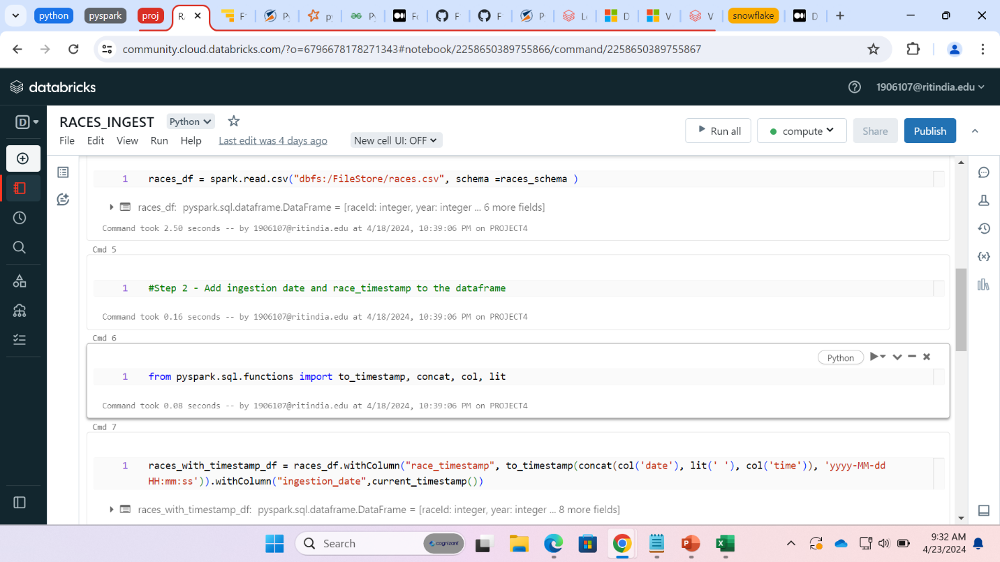 python
pyspark
proj
R
F
Py
py
Py
Fo
F
F
P
Lo
D
V
V
snowflake
D
community.cloud.databricks.com/?o=6796678178271343#notebook/2258650389755866/command/2258650389755867
databricks
1906107@ritindia.edu
D
RACES_INGEST
Python
File Edit View Run Help Last edit was 4 days ago New cell UI: OFF
Run all
compute
Share
Publish
1 races_df = spark.read.csv("dbfs:/FileStore/races.csv", schema =races_schema )
races_df: pyspark.sql.dataframe.DataFrame = [raceId: integer, year: integer ... 6 more fields]
Command took 2.50 seconds -- by 1906107@ritindia.edu at 4/18/2024, 10:39:06 PM on PROJECT4
Cmd 5
1 #Step 2 - Add ingestion date and race_timestamp to the dataframe
Command took 0.16 seconds -- by 1906107@ritindia.edu at 4/18/2024, 10:39:06 PM on PROJECT4
Cmd 6
Python
1 from pyspark.sql.functions import to_timestamp, concat, col, lit
Command took 0.08 seconds -- by 1906107@ritindia.edu at 4/18/2024, 10:39:06 PM on PROJECT4
Cmd 7
1 races_with_timestamp_df = races_df.withColumn("race_timestamp", to_timestamp(concat(col('date'), lit(' '), col('time')), 'yyyy-MM-dd
HH:mm:ss')).withColumn("ingestion_date",current_timestamp())
races_with_timestamp_df: pyspark.sql.dataframe.DataFrame = [raceId: integer, year: integer ... 8 more fields]
Search
cognizant
9:32 AM
4/23/2024